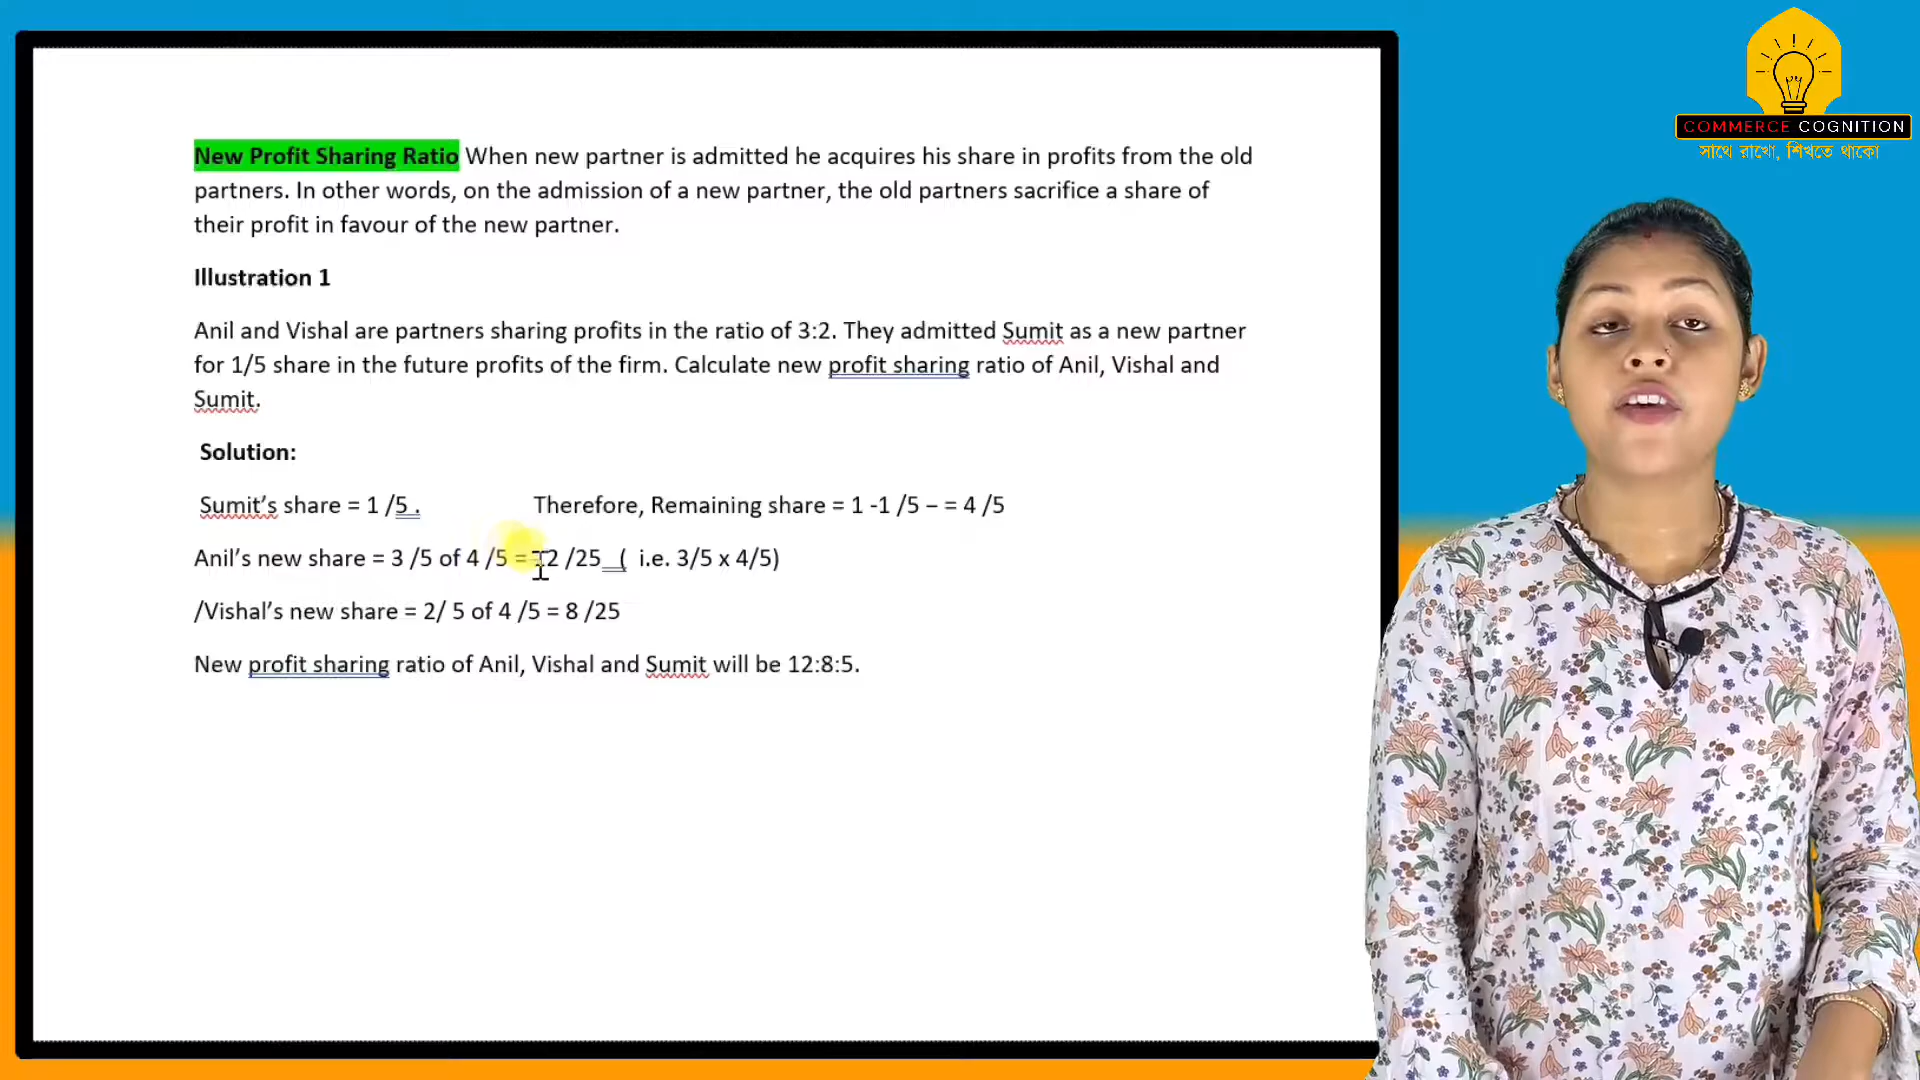 COMMERCE COGNITION
সাথে রাখো, শিখতে থাকো
New Profit Sharing Ratio When new partner is admitted he acquires his share in profits from the old
partners. In other words, on the admission of a new partner, the old partners sacrifice a share of
their profit in favour of the new partner.
Illustration 1
Anil and Vishal are partners sharing profits in the ratio of 3:2. They admitted Sumit as a new partner
for 1/5 share in the future profits of the firm. Calculate new profit sharing ratio of Anil, Vishal and
Sumit.
Solution:
Sumit’s share = 1 /5 . Therefore, Remaining share = 1 -1 /5 – = 4 /5
Anil’s new share = 3 /5 of 4 /5 = 12 /25 ( i.e. 3/5 x 4/5)
/Vishal’s new share = 2/ 5 of 4 /5 = 8 /25
New profit sharing ratio of Anil, Vishal and Sumit will be 12:8:5.